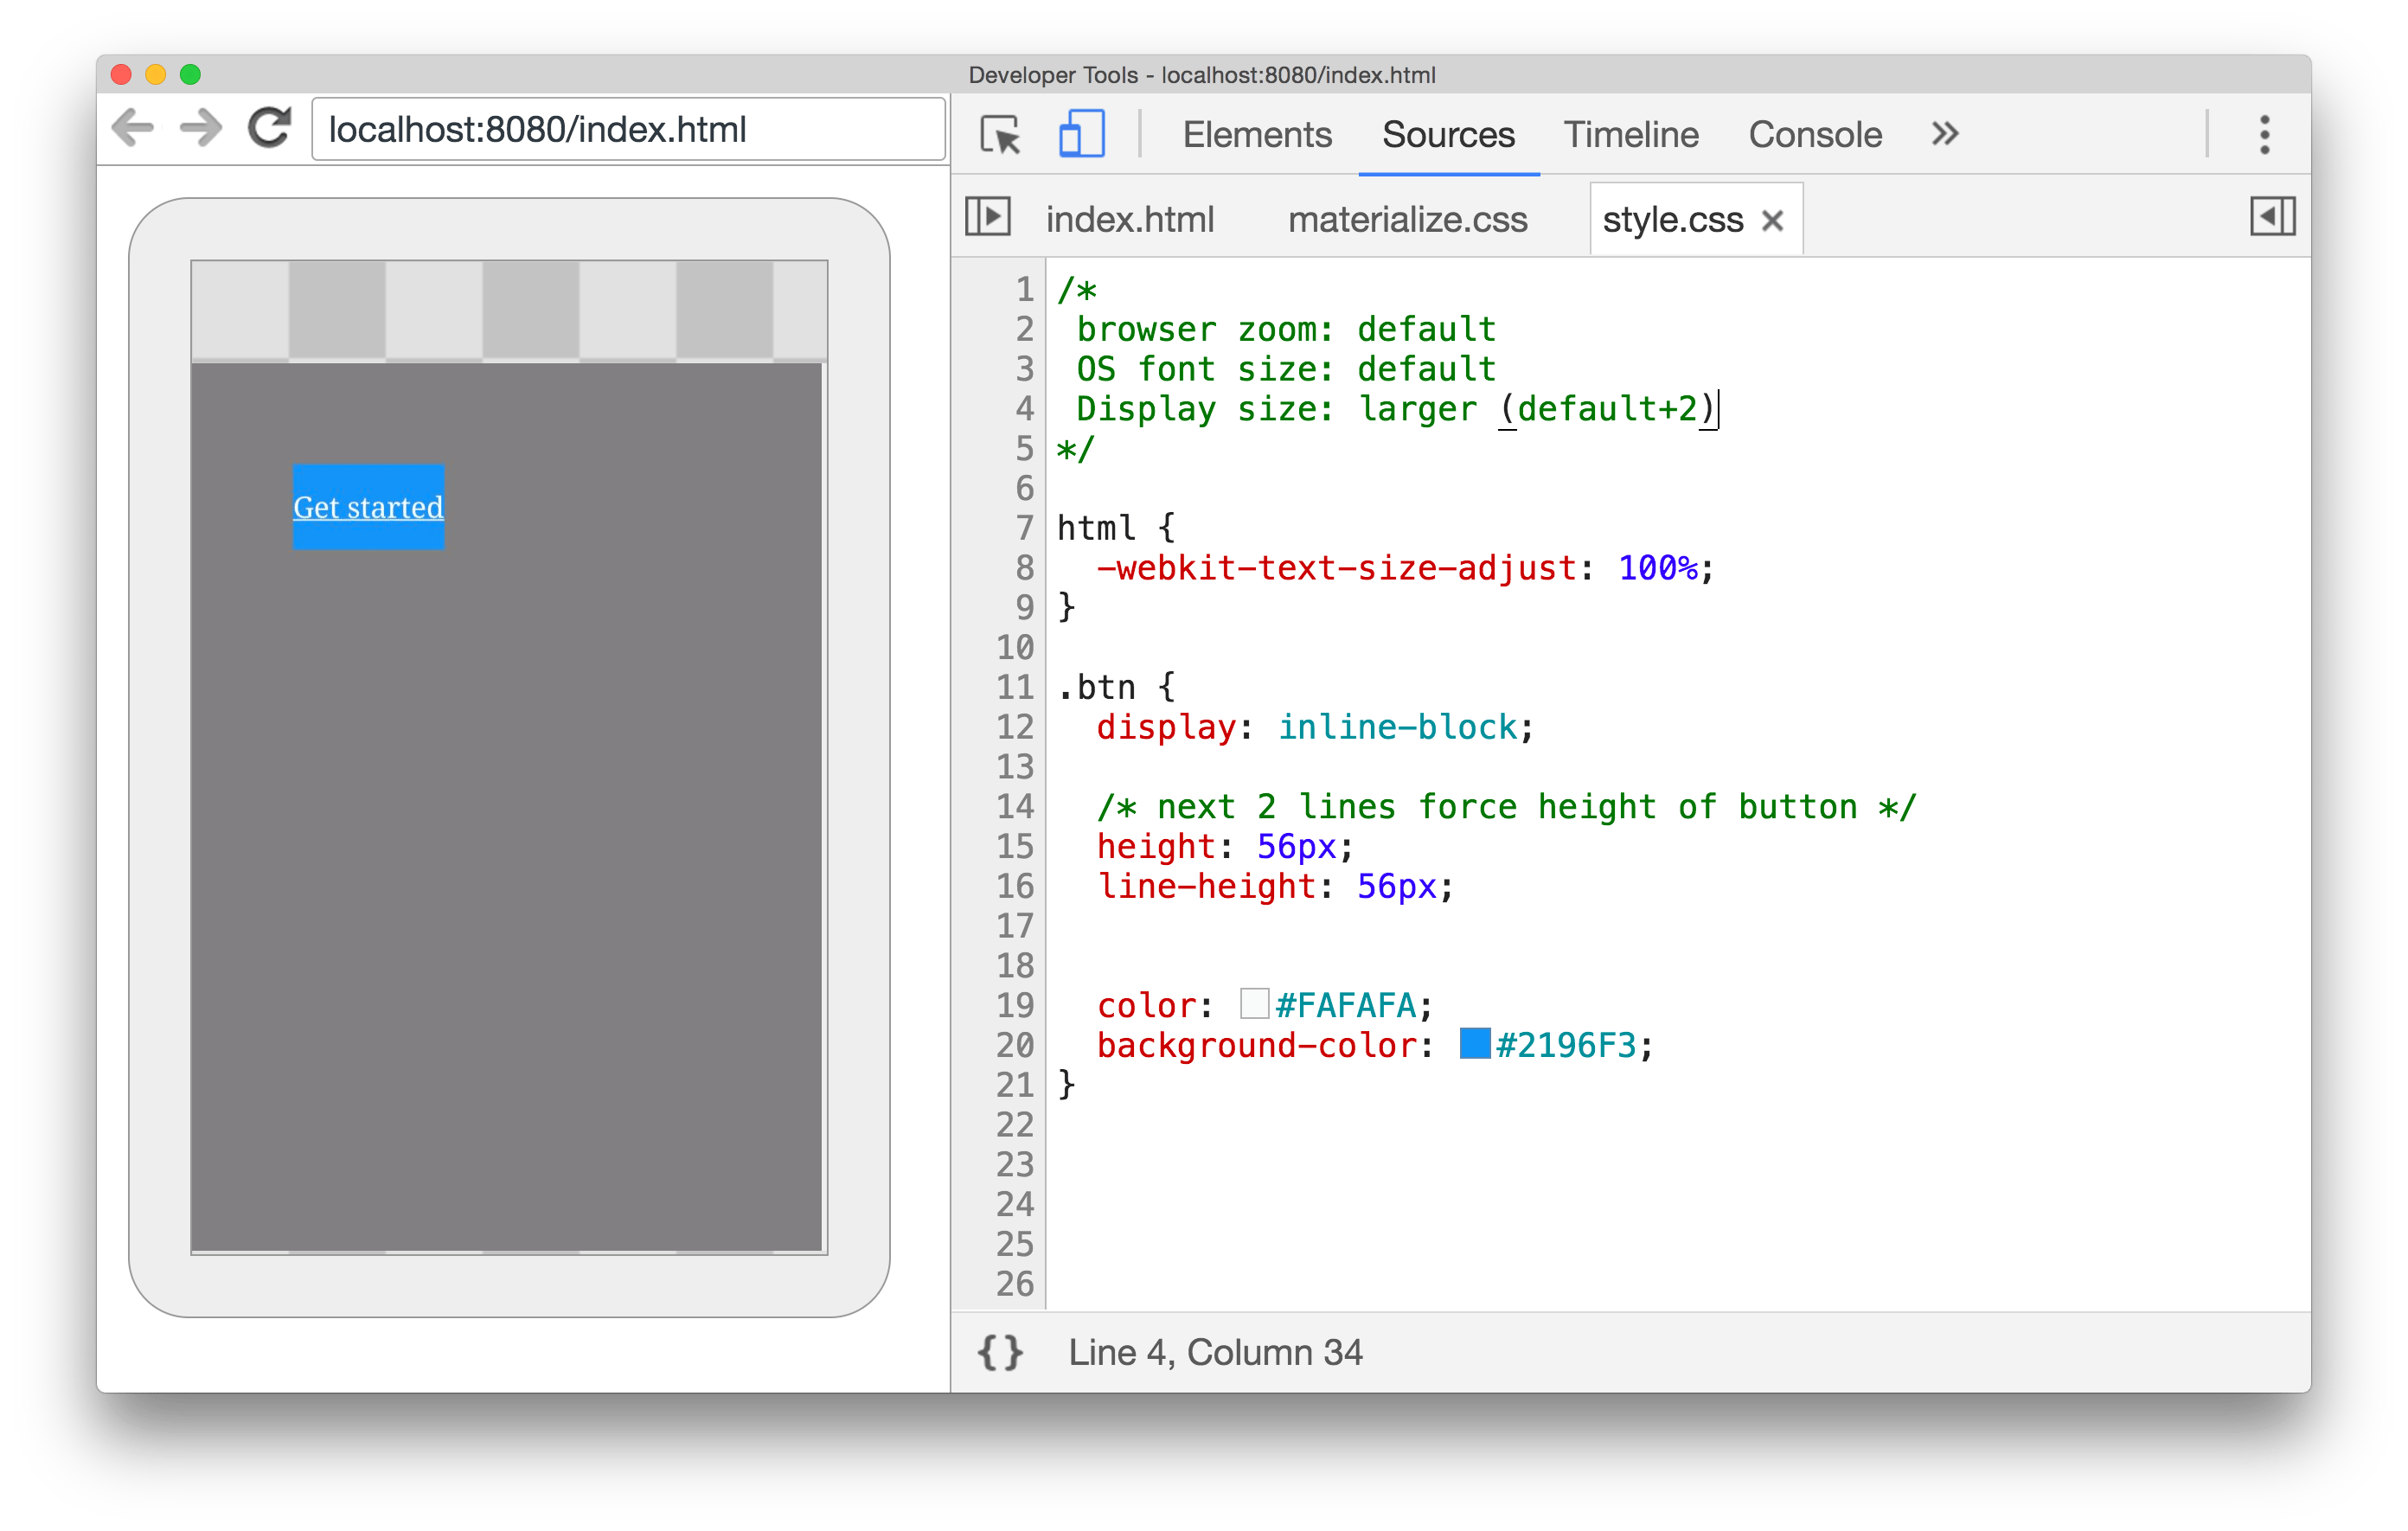 Developer Tools - localhost:8080/index.html
localhost:8080/index.html
Elements Sources Timeline Console »
index.html materialize.css style.css ×
Get started
1 /*
2 browser zoom: default
3 OS font size: default
4 Display size: larger (default+2)
5 */
6
7 html {
8 -webkit-text-size-adjust: 100%;
9 }
10
11 .btn {
12 display: inline-block;
13
14 /* next 2 lines force height of button */
15 height: 56px;
16 line-height: 56px;
17
18
19 color: #FAFAFA;
20 background-color: #2196F3;
21 }
22
23
24
25
26
{} Line 4, Column 34